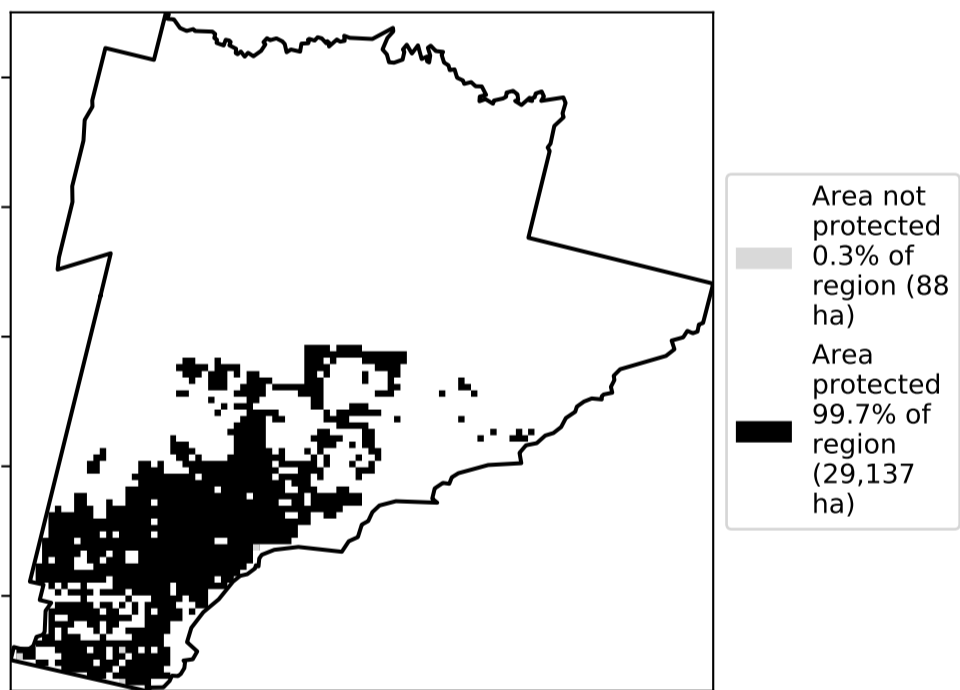 Area not
protected
0.3% of
region (88
ha)
Area
protected
99.7% of
region
(29,137
ha)